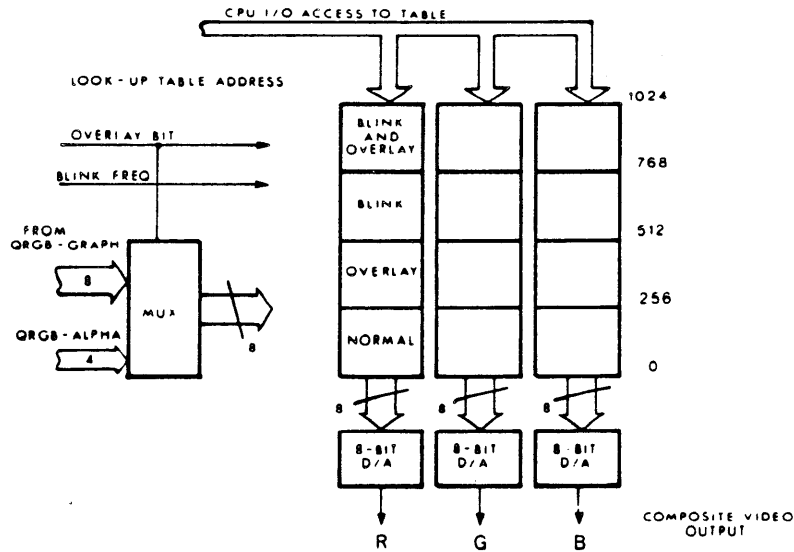 CPU I/O ACCESS TO TABLE
LOOK-UP TABLE ADDRESS
1024
BLINK
AND
OVERLAY
OVERLAY BIT
768
BLINK FREQ
BLINK
512
FROM
QRGB-GRAPH
8
OVERLAY
256
MUX
8
QRGB-ALPHA
4
NORMAL
0
8
8
8
8-BIT
D/A
8-BIT
D/A
8-BIT
D/A
R
G
B
COMPOSITE VIDEO
OUTPUT